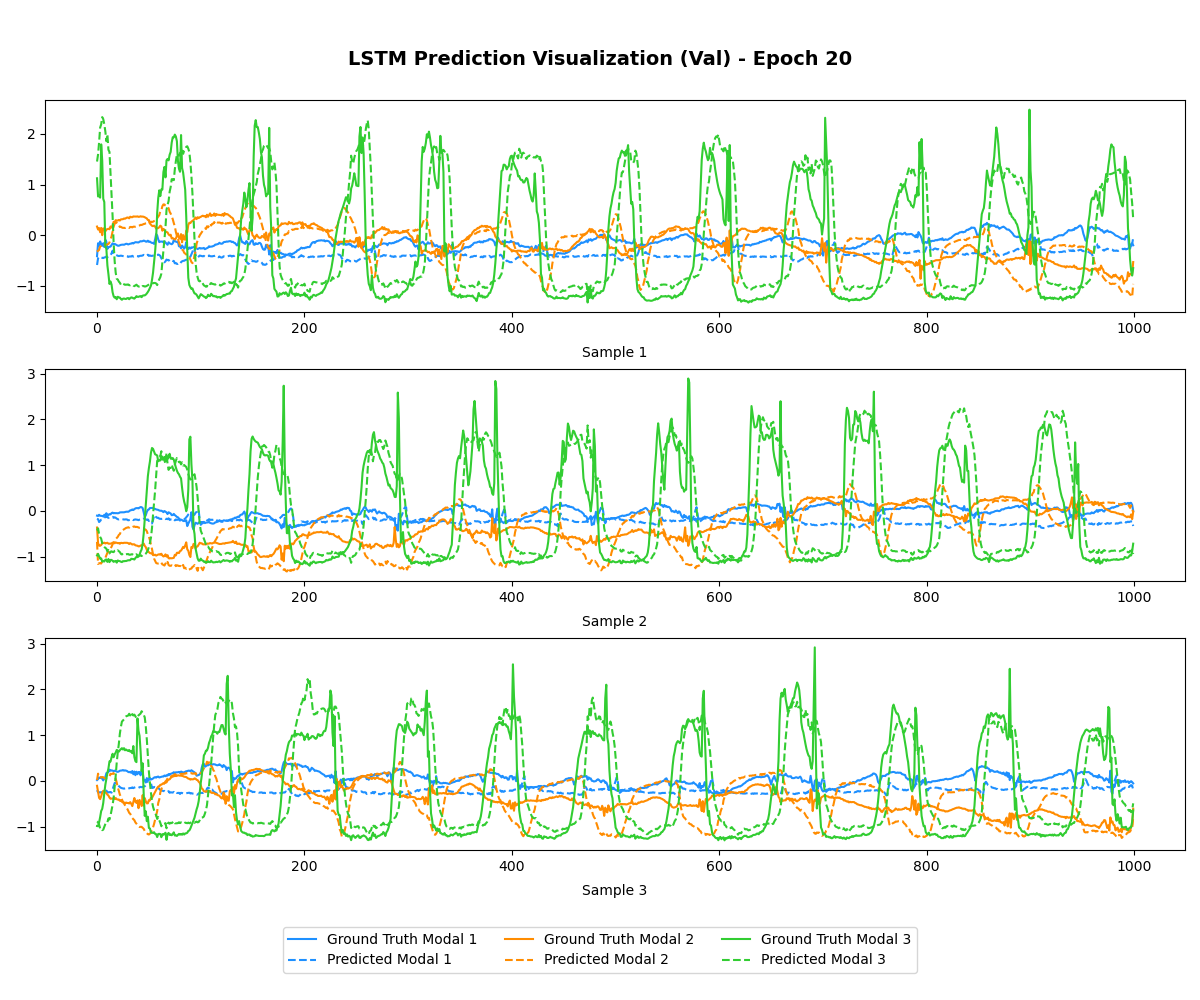 LSTM Prediction Visualization (Val) - Epoch 20
2
1
0
−1
0 200 400 600 800 1000
Sample 1
3
2
1
0
−1
0 200 400 600 800 1000
Sample 2
3
2
1
0
−1
0 200 400 600 800 1000
Sample 3
Ground Truth Modal 1 Ground Truth Modal 2 Ground Truth Modal 3
Predicted Modal 1 Predicted Modal 2 Predicted Modal 3